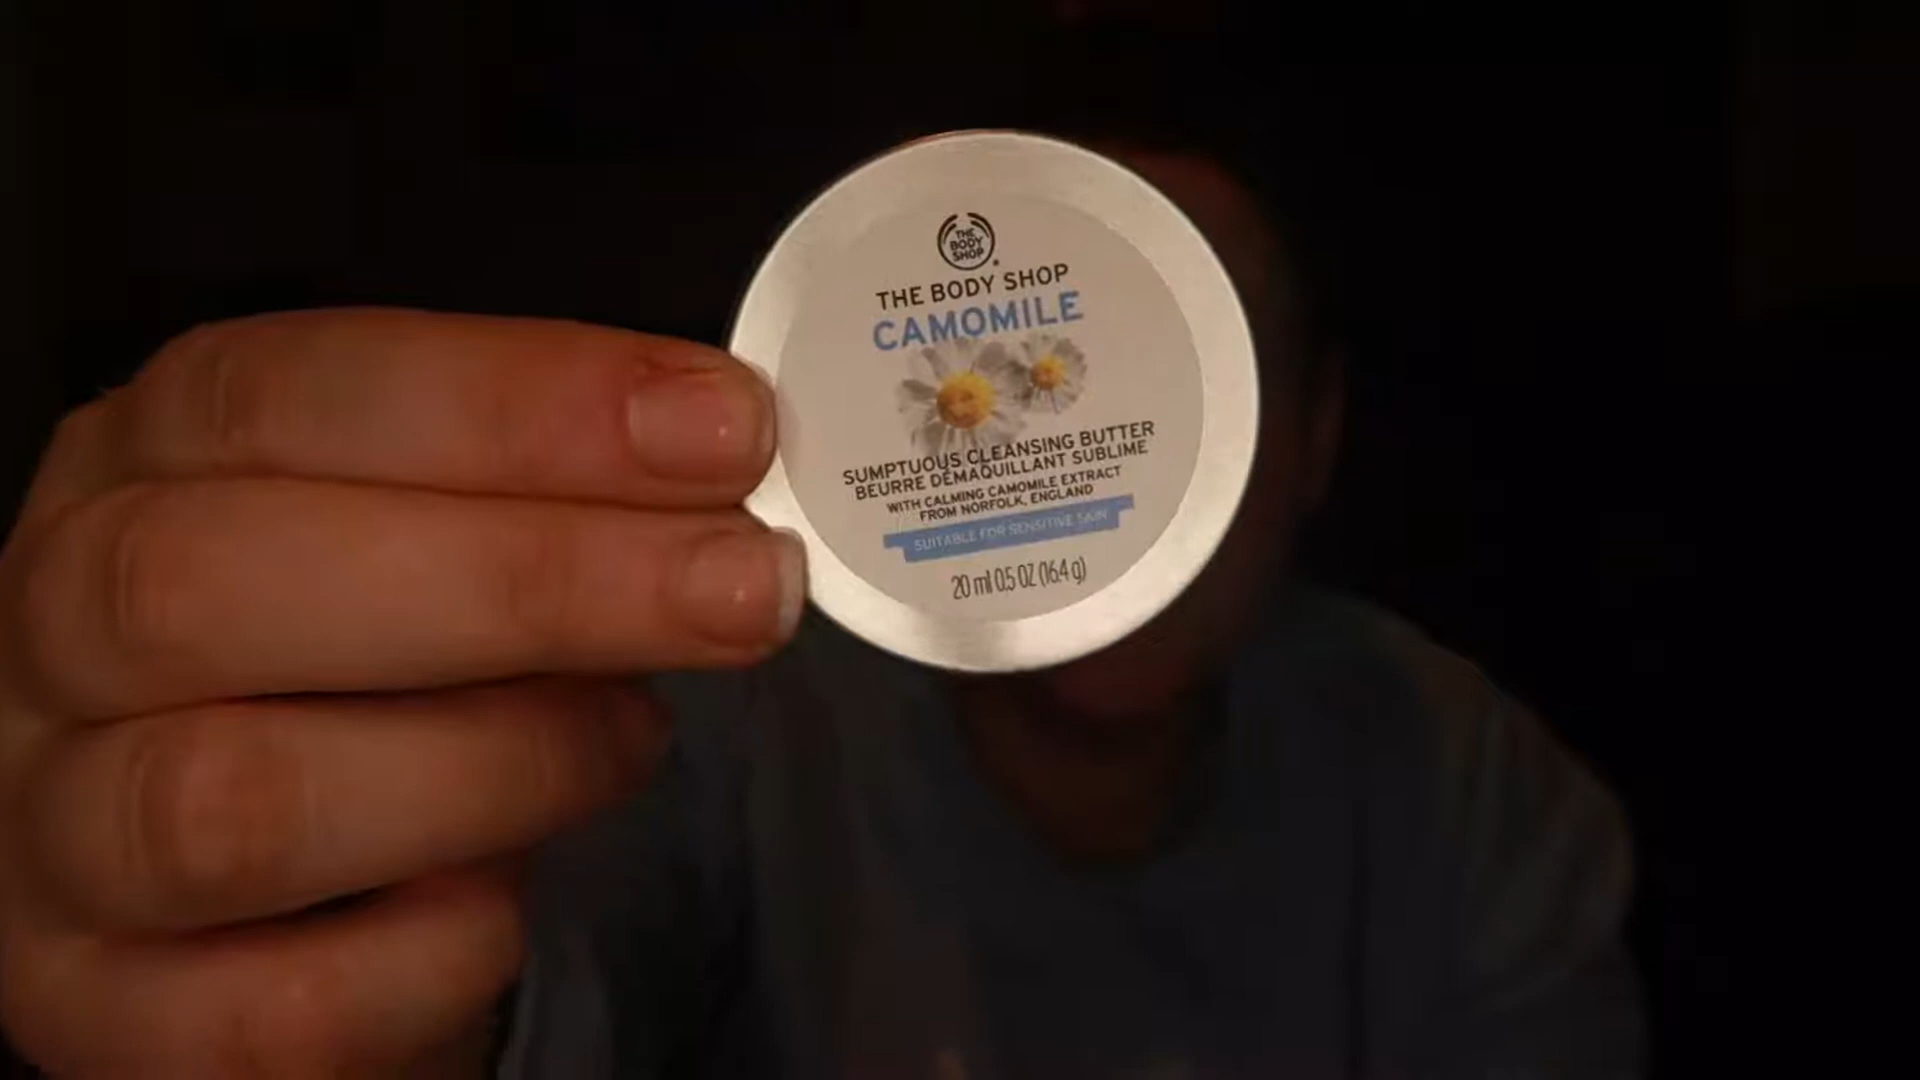 THE
BODY
SHOP
THE BODY SHOP
CAMOMILE
SUMPTUOUS CLEANSING BUTTER
BEURRE DÉMAQUILLANT SUBLIME
WITH CALMING CAMOMILE EXTRACT
FROM NORFOLK, ENGLAND
SUITABLE FOR SENSITIVE SKIN
20 ml 0.5 OZ (16.4 g)